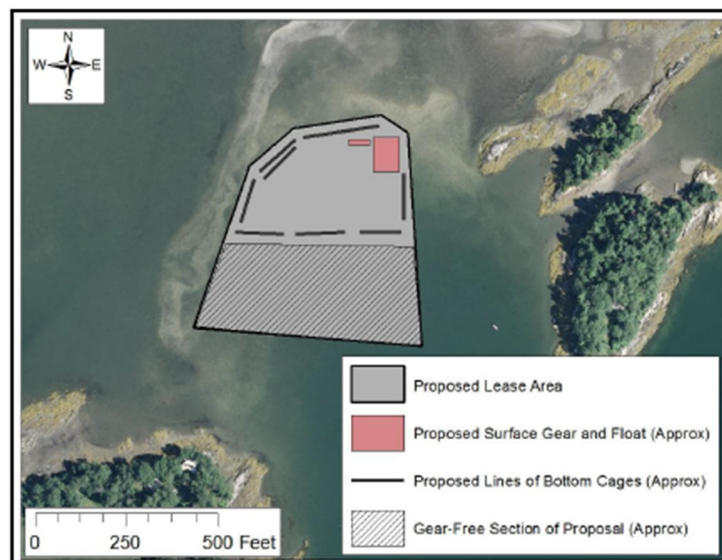 N
W E
S
Proposed Lease Area
Proposed Surface Gear and Float (Approx)
Proposed Lines of Bottom Cages (Approx)
Gear-Free Section of Proposal (Approx)
0 250 500 Feet